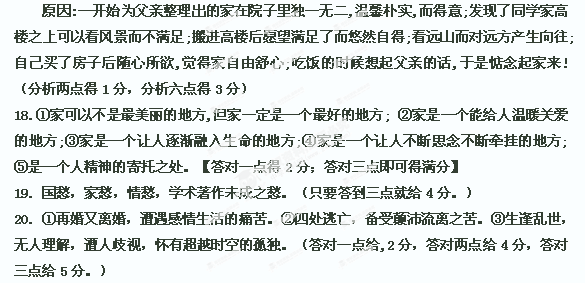 原因:一开始为父亲整理出的家在院子里独一无二,温馨朴实,而得意;发现了同学家高
楼之上可以看风景而不满足;搬进高楼后愿望满足了而悠然自得;看远山而对远方产生向往;
自己买了房子后随心所欲,觉得家自由舒心;吃饭的时候想起父亲的话,于是惦念起家来!
（分析两点得1分，分析六点得3分）
18.①家可以不是最美丽的地方,但家一定是一个最好的地方; ②家是一个能给人温暖关爱
的地方;③家是一个让人逐渐融入生命的地方;④家是一个让人不断思念不断牵挂的地方;
⑤是一个人精神的寄托之处。【答对一点得2分；答对三点即可得满分】
19．国愁，家愁，情愁，学术著作未成之愁。（只要答到三点就给4分。）
20．①再婚又离婚，遭遇感情生活的痛苦。②四处逃亡，备受颠沛流离之苦。③生逢乱世，
无人理解，遭人歧视，怀有超越时空的孤独。（答对一点给,2分，答对两点给4分，答对
三点给5分。）